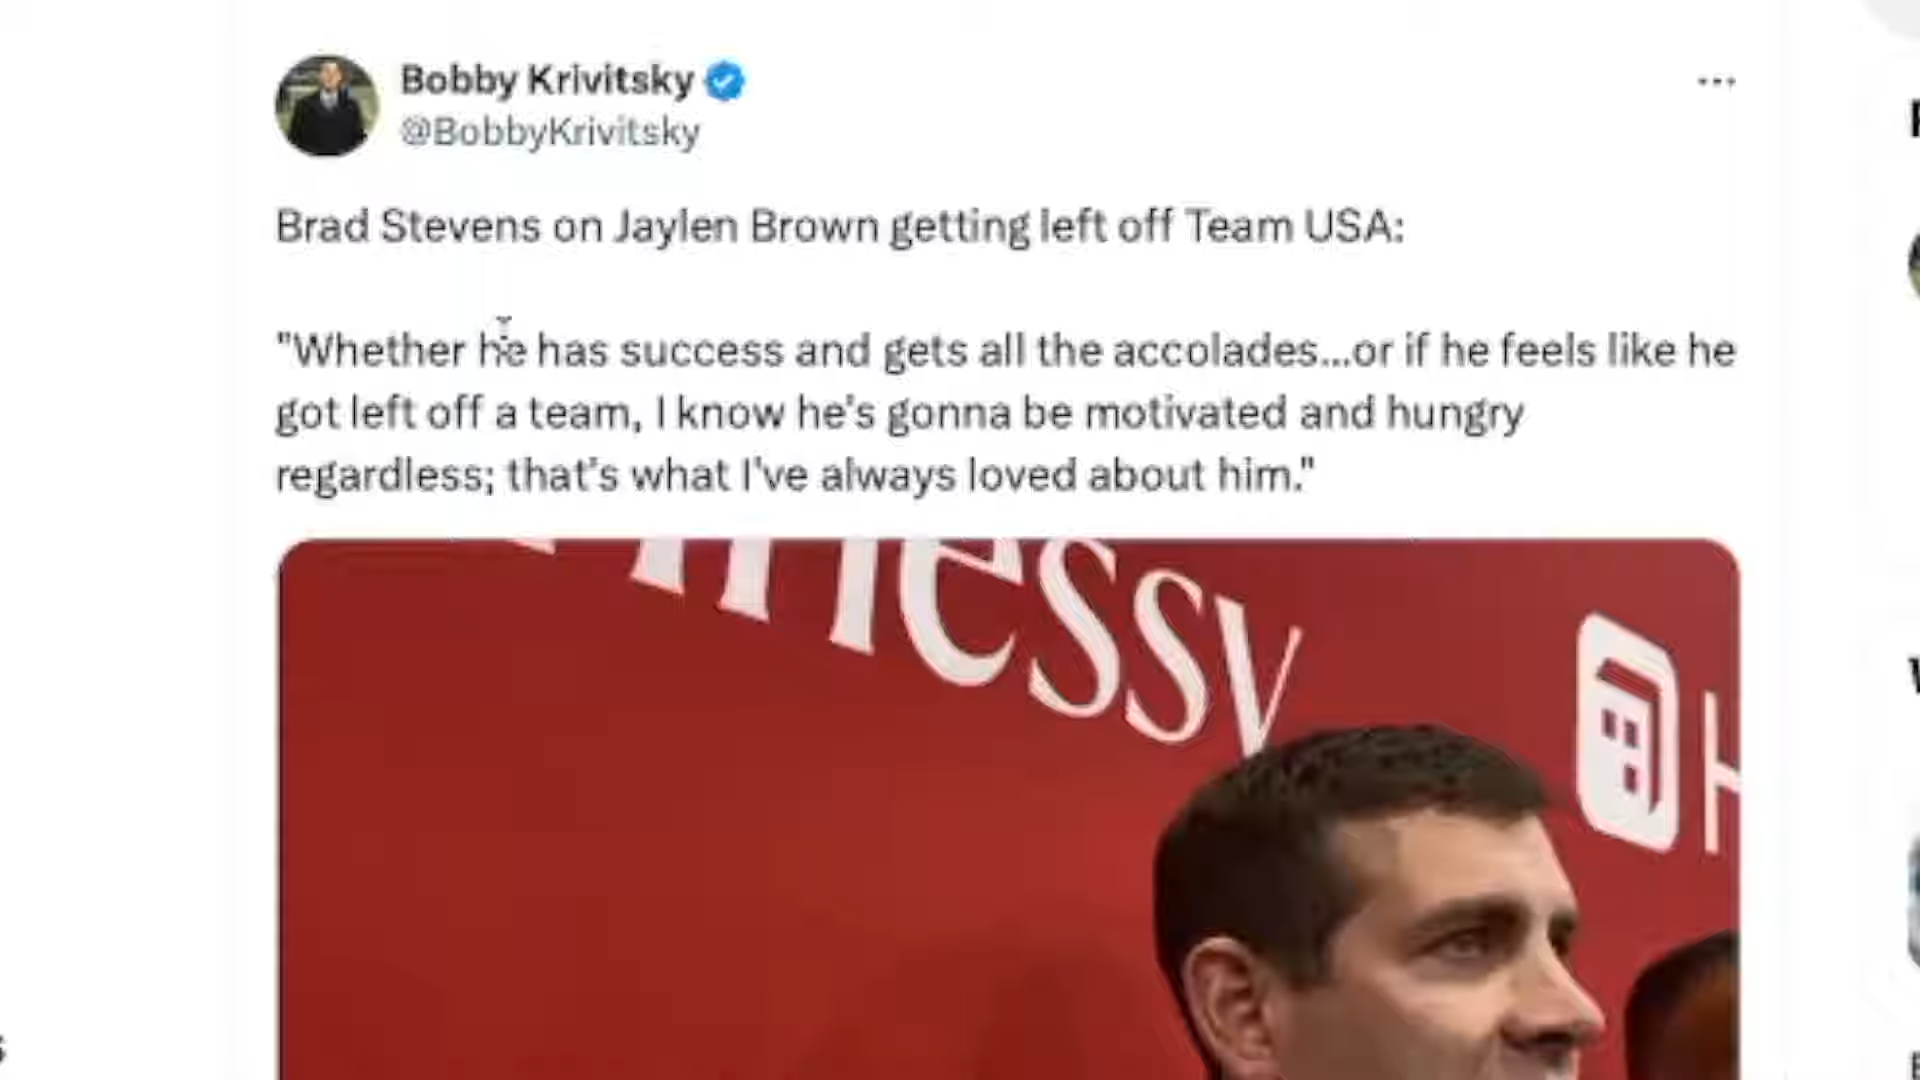 Bobby Krivitsky
@BobbyKrivitsky
Brad Stevens on Jaylen Brown getting left off Team USA:
"Whether he has success and gets all the accolades...or if he feels like he
got left off a team, I know he's gonna be motivated and hungry
regardless; that's what I've always loved about him."
nessy
H